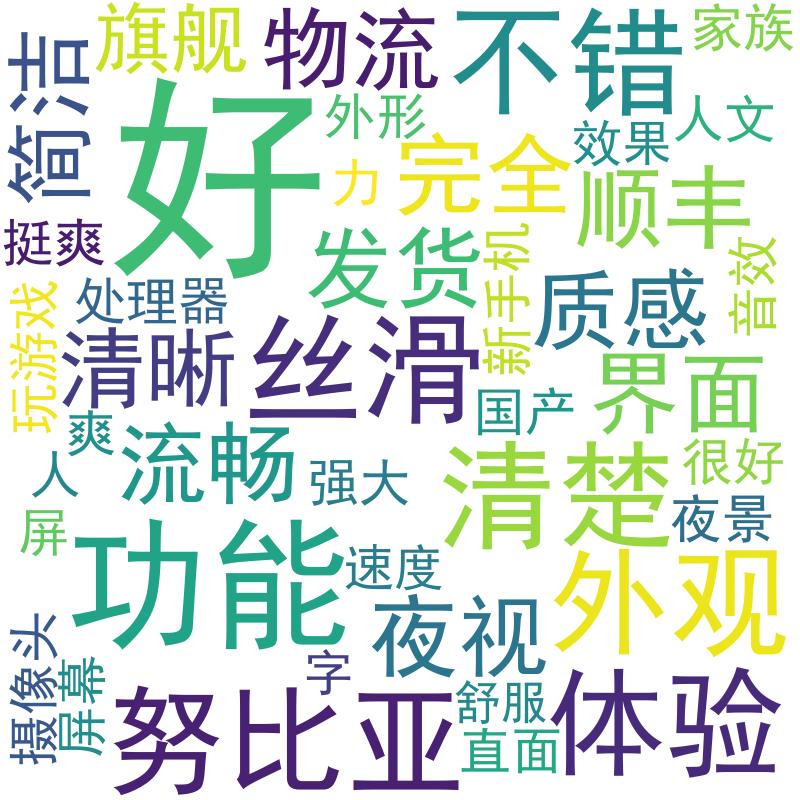 旗舰
物流
不错
家族
简洁
好
外形
效果
人文
力
完全
顺丰
挺爽
发货
新手机
音效
处理器
质感
玩游戏
清晰
丝滑
国产
界面
爽
流畅
人
强大
清楚
很好
屏
夜景
功能
速度
外观
夜视
摄像头
屏幕
字
努比亚
舒服
直面
体验